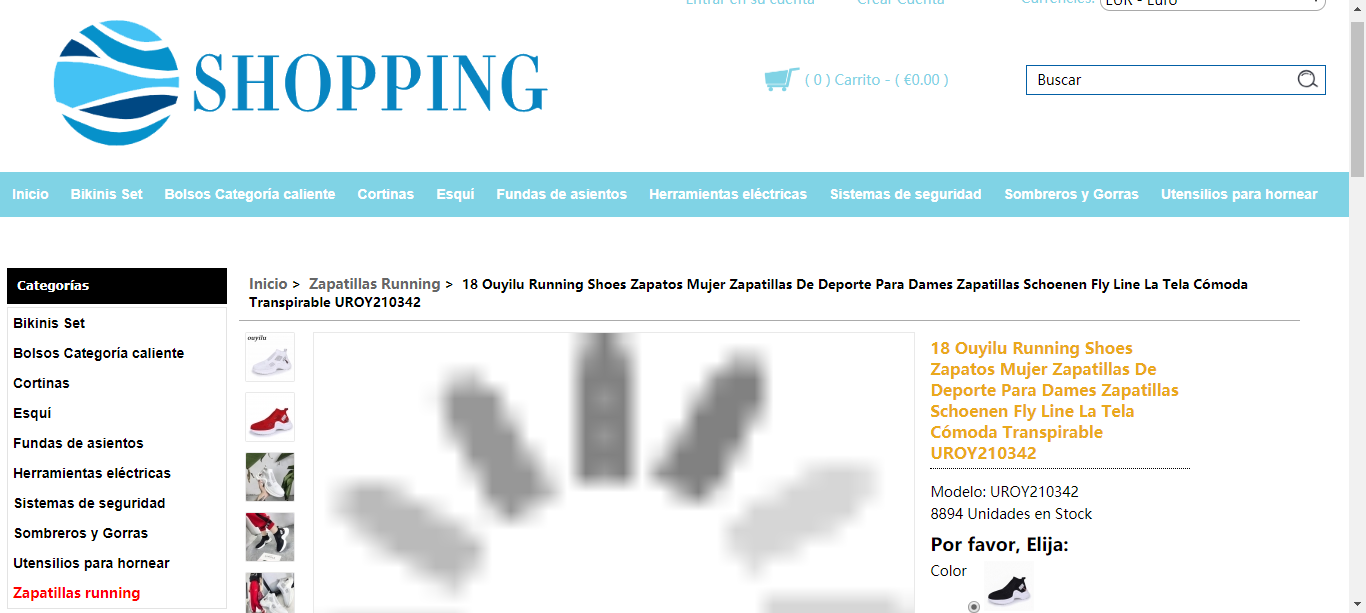 Entrar en su cuenta
Crear Cuenta
Currencies:
EUR - Euro
SHOPPING
( 0 ) Carrito - ( €0.00 )
Buscar
Inicio Bikinis Set Bolsos Categoría caliente Cortinas Esquí Fundas de asientos Herramientas eléctricas Sistemas de seguridad Sombreros y Gorras Utensilios para hornear
Categorías
Bikinis Set
Bolsos Categoría caliente
Cortinas
Esquí
Fundas de asientos
Herramientas eléctricas
Sistemas de seguridad
Sombreros y Gorras
Utensilios para hornear
Zapatillas running
Inicio > Zapatillas Running > 18 Ouyilu Running Shoes Zapatos Mujer Zapatillas De Deporte Para Dames Zapatillas Schoenen Fly Line La Tela Cómoda
Transpirable UROY210342
ouyilu
18 Ouyilu Running Shoes
Zapatos Mujer Zapatillas De
Deporte Para Dames Zapatillas
Schoenen Fly Line La Tela
Cómoda Transpirable
UROY210342
Modelo: UROY210342
8894 Unidades en Stock
Por favor, Elija:
Color